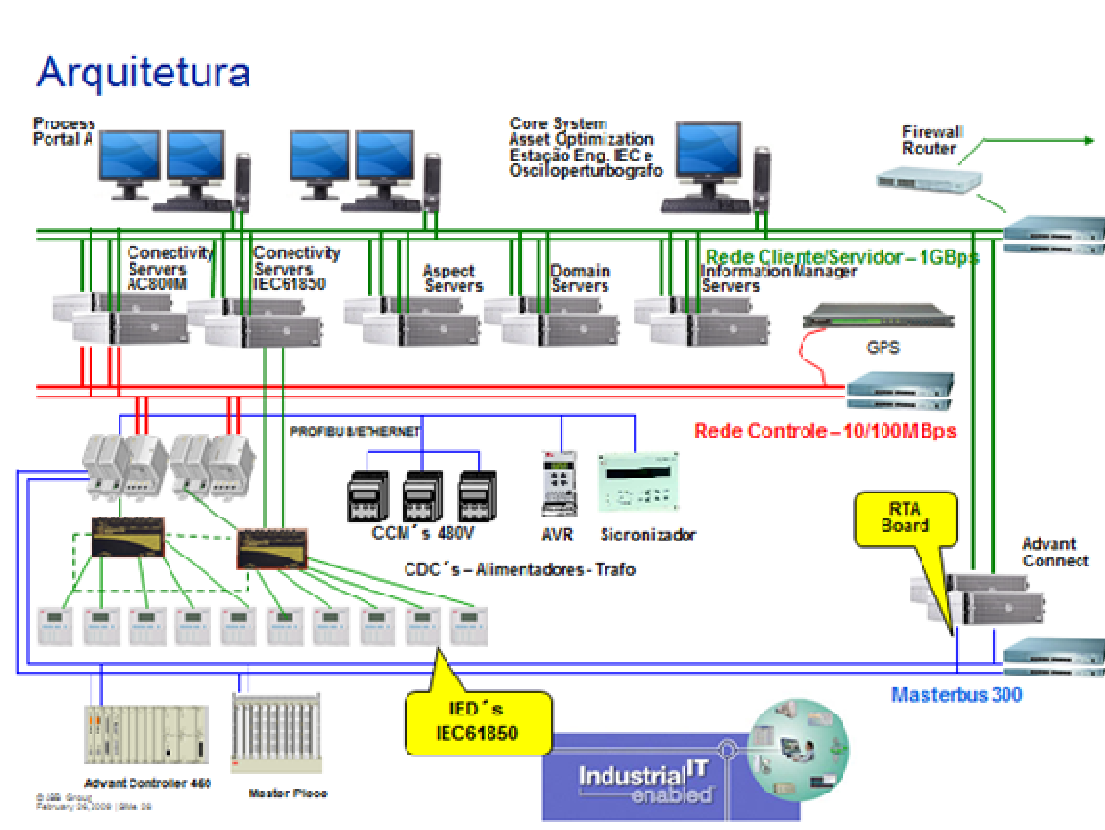 Arquitetura
Process
Portal A
Core System
Asset Optimization
Estação Eng. IEC e
Osciloperturbografo
Firewall
Router
Rede Cliente/Servidor – 1GBps
Conectivity
Servers
AC800M
Conectivity
Servers
IEC61850
Aspect
Servers
Domain
Servers
Information Manager
Servers
GPS
Rede Controle – 10/100MBps
PROFIBUS/ETHERNET
CCM´s 480V
AVR
Sicronizador
RTA
Board
Advant
Connect
CDC´s – Alimentadores - Trafo
Masterbus 300
IED´s
IEC61850
Advant Controller 460
Master Piece
Industrial IT
enabled